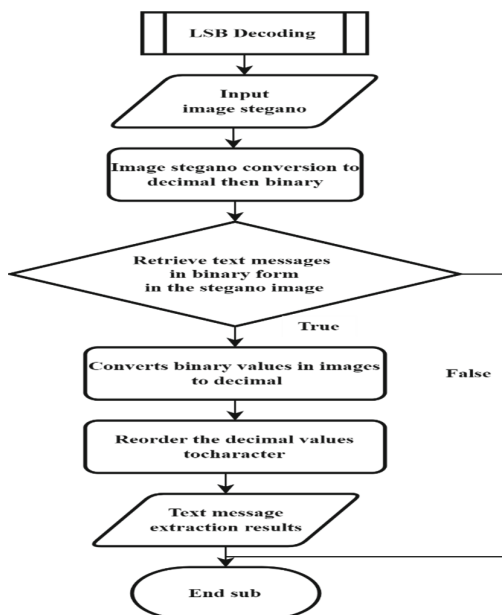 LSB Decoding
Input
image stegano
Image stegano conversion to
decimal then binary
Retrieve text messages
in binary form
in the stegano image
True
Converts binary values in images
to decimal
False
Reorder the decimal values
tocharacter
Text message
extraction results
End sub